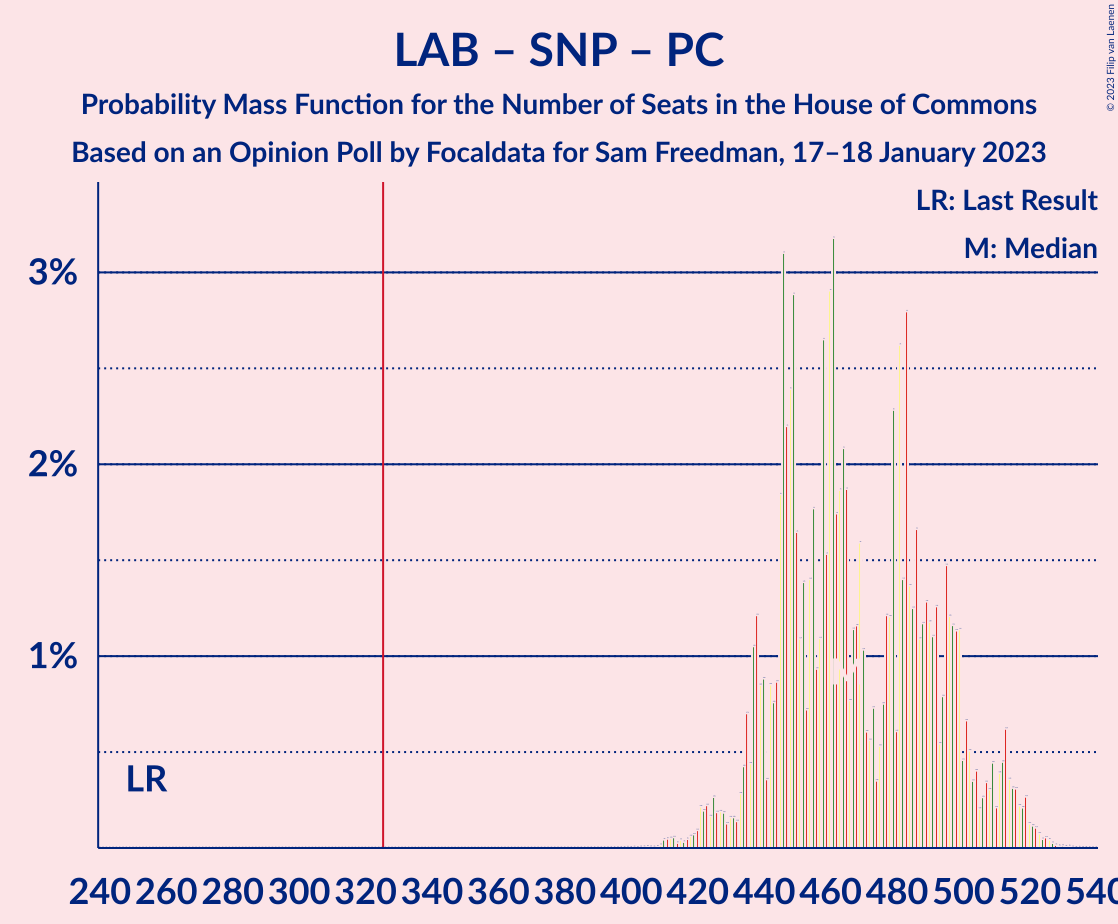 LAB – SNP – PC
Probability Mass Function for the Number of Seats in the House of Commons
Based on an Opinion Poll by Focaldata for Sam Freedman, 17–18 January 2023
© 2023 Filip van Laenen
LR: Last Result
M: Median
3%
2%
1%
LR
240 260 280 300 320 340 360 380 400 420 440 460 480 500 520 540